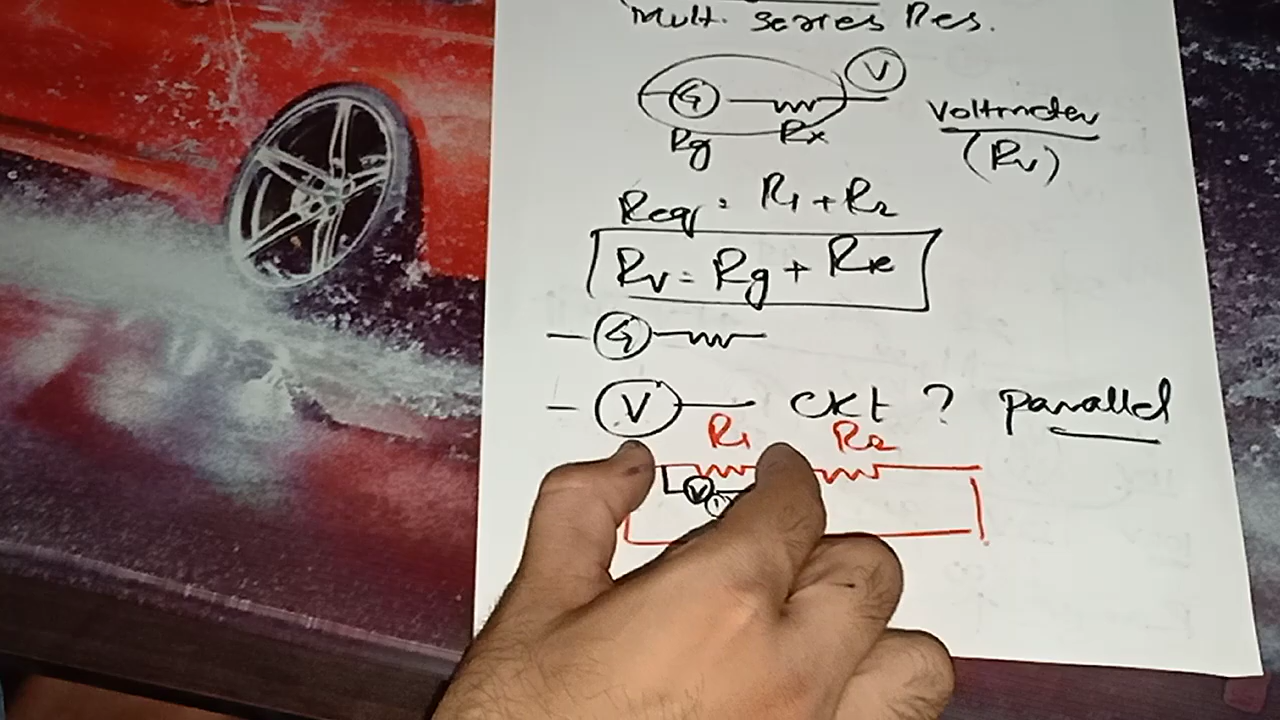 Mult. series Res.
G V
Rg Rx
Voltmeter
(Rv)
Req = R1 + R2
Rv = Rg + Rx
G
V ckt ? parallel
R1 R2
V